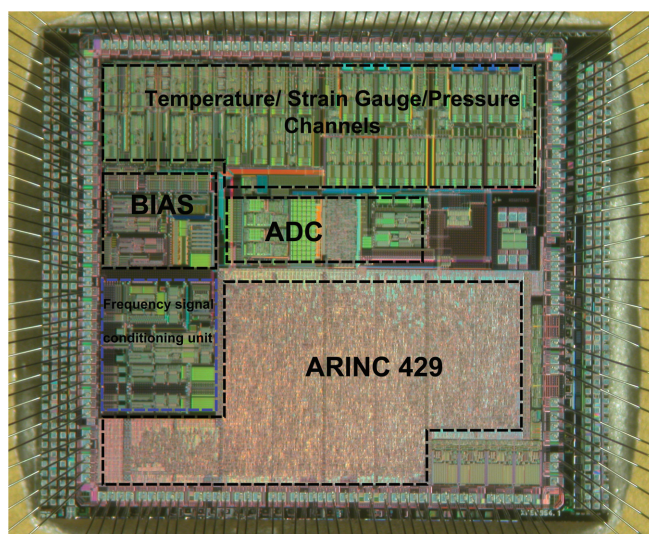 Temperature/ Strain Gauge/Pressure
Channels
BIAS
ADC
Frequency signal
conditioning unit
ARINC 429